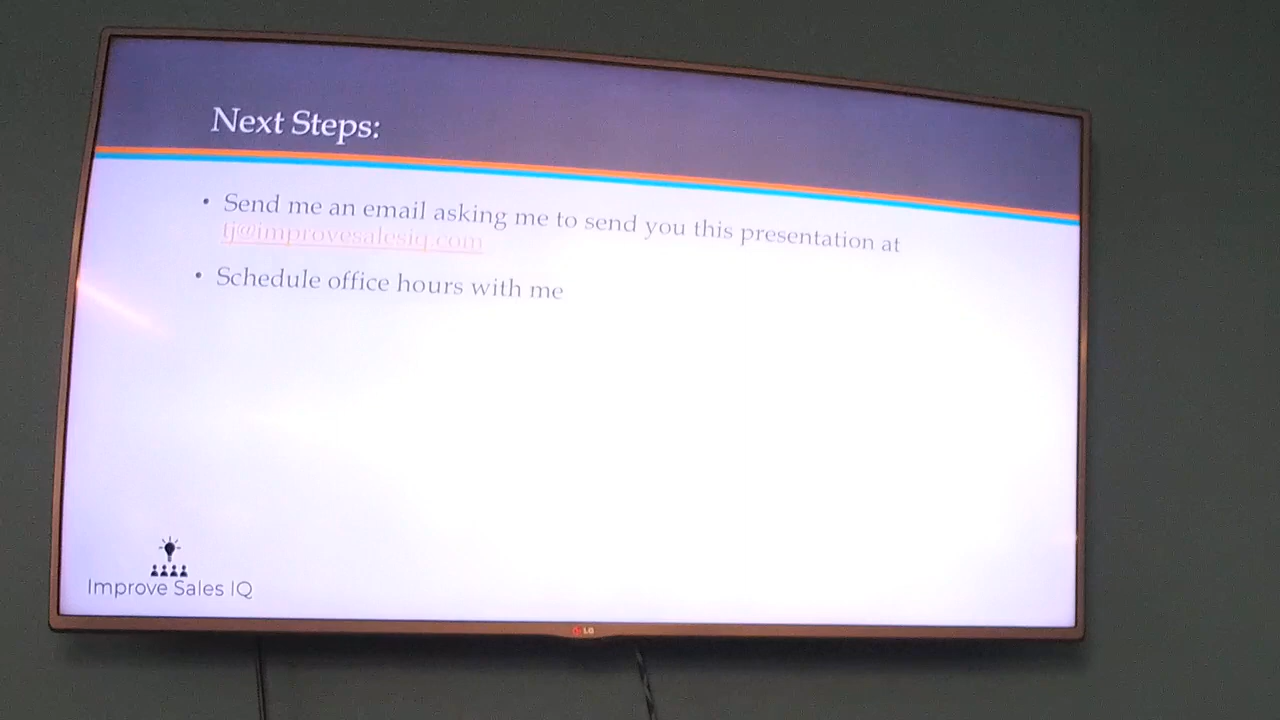 Next Steps:
• Send me an email asking me to send you this presentation at
tj@improvesalesiq.com
• Schedule office hours with me
Improve Sales IQ
LG